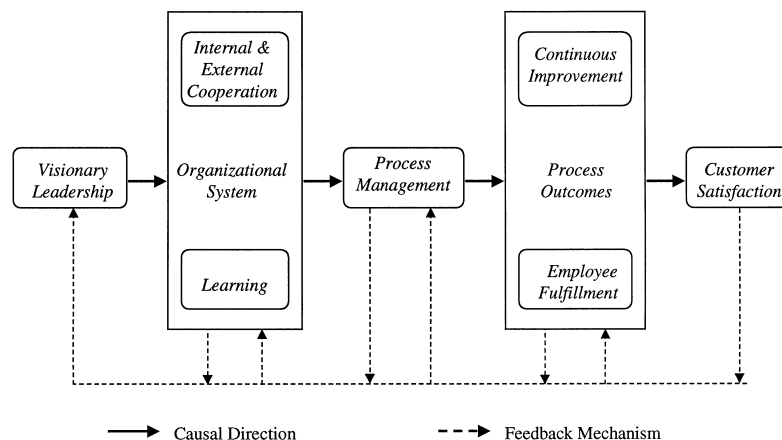 Internal &
External
Cooperation
Continuous
Improvement
Visionary
Leadership
Organizational
System
Process
Management
Process
Outcomes
Customer
Satisfaction
Learning
Employee
Fulfillment
Causal Direction
Feedback Mechanism